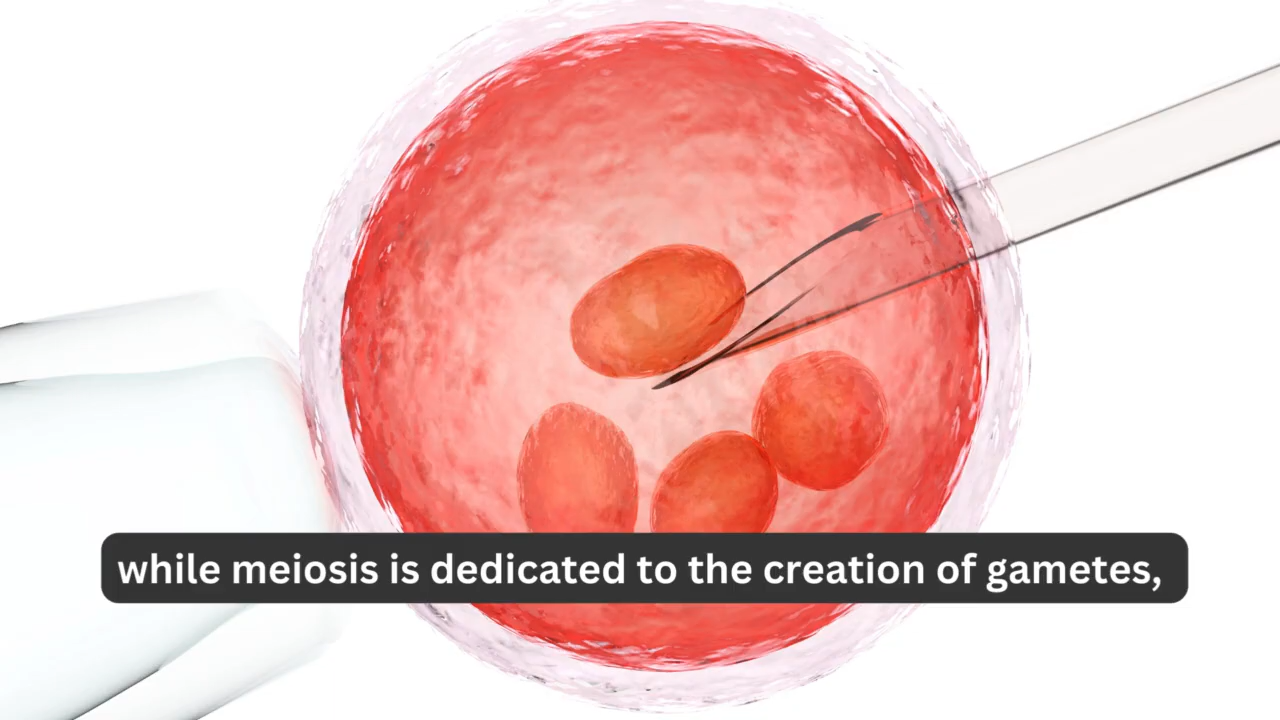 while meiosis is dedicated to the creation of gametes,